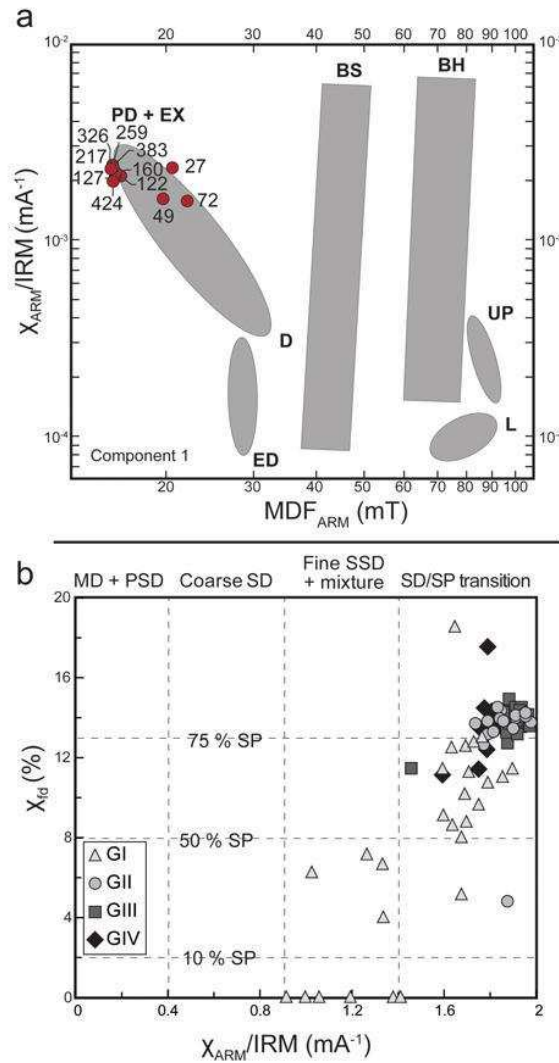 a
20 30 40 50 60 70 80 90 100
10⁻²
10⁻³
10⁻⁴
χARM/IRM (mA⁻¹)
BS
BH
PD + EX
326
259
217
383
427
160
122
424
27
49
72
D
ED
UP
L
Component 1
10⁻
10⁻
10⁻
20 30 40 50 60 70 80 90 100
MDFARM (mT)
b
MD + PSD
Coarse SD
Fine SSD
+ mixture
SD/SP transition
20
16
12
8
4
0
χfd (%)
75 % SP
50 % SP
10 % SP
GI
GII
GIII
GIV
0 0.4 0.8 1.2 1.6 2
χARM/IRM (mA⁻¹)